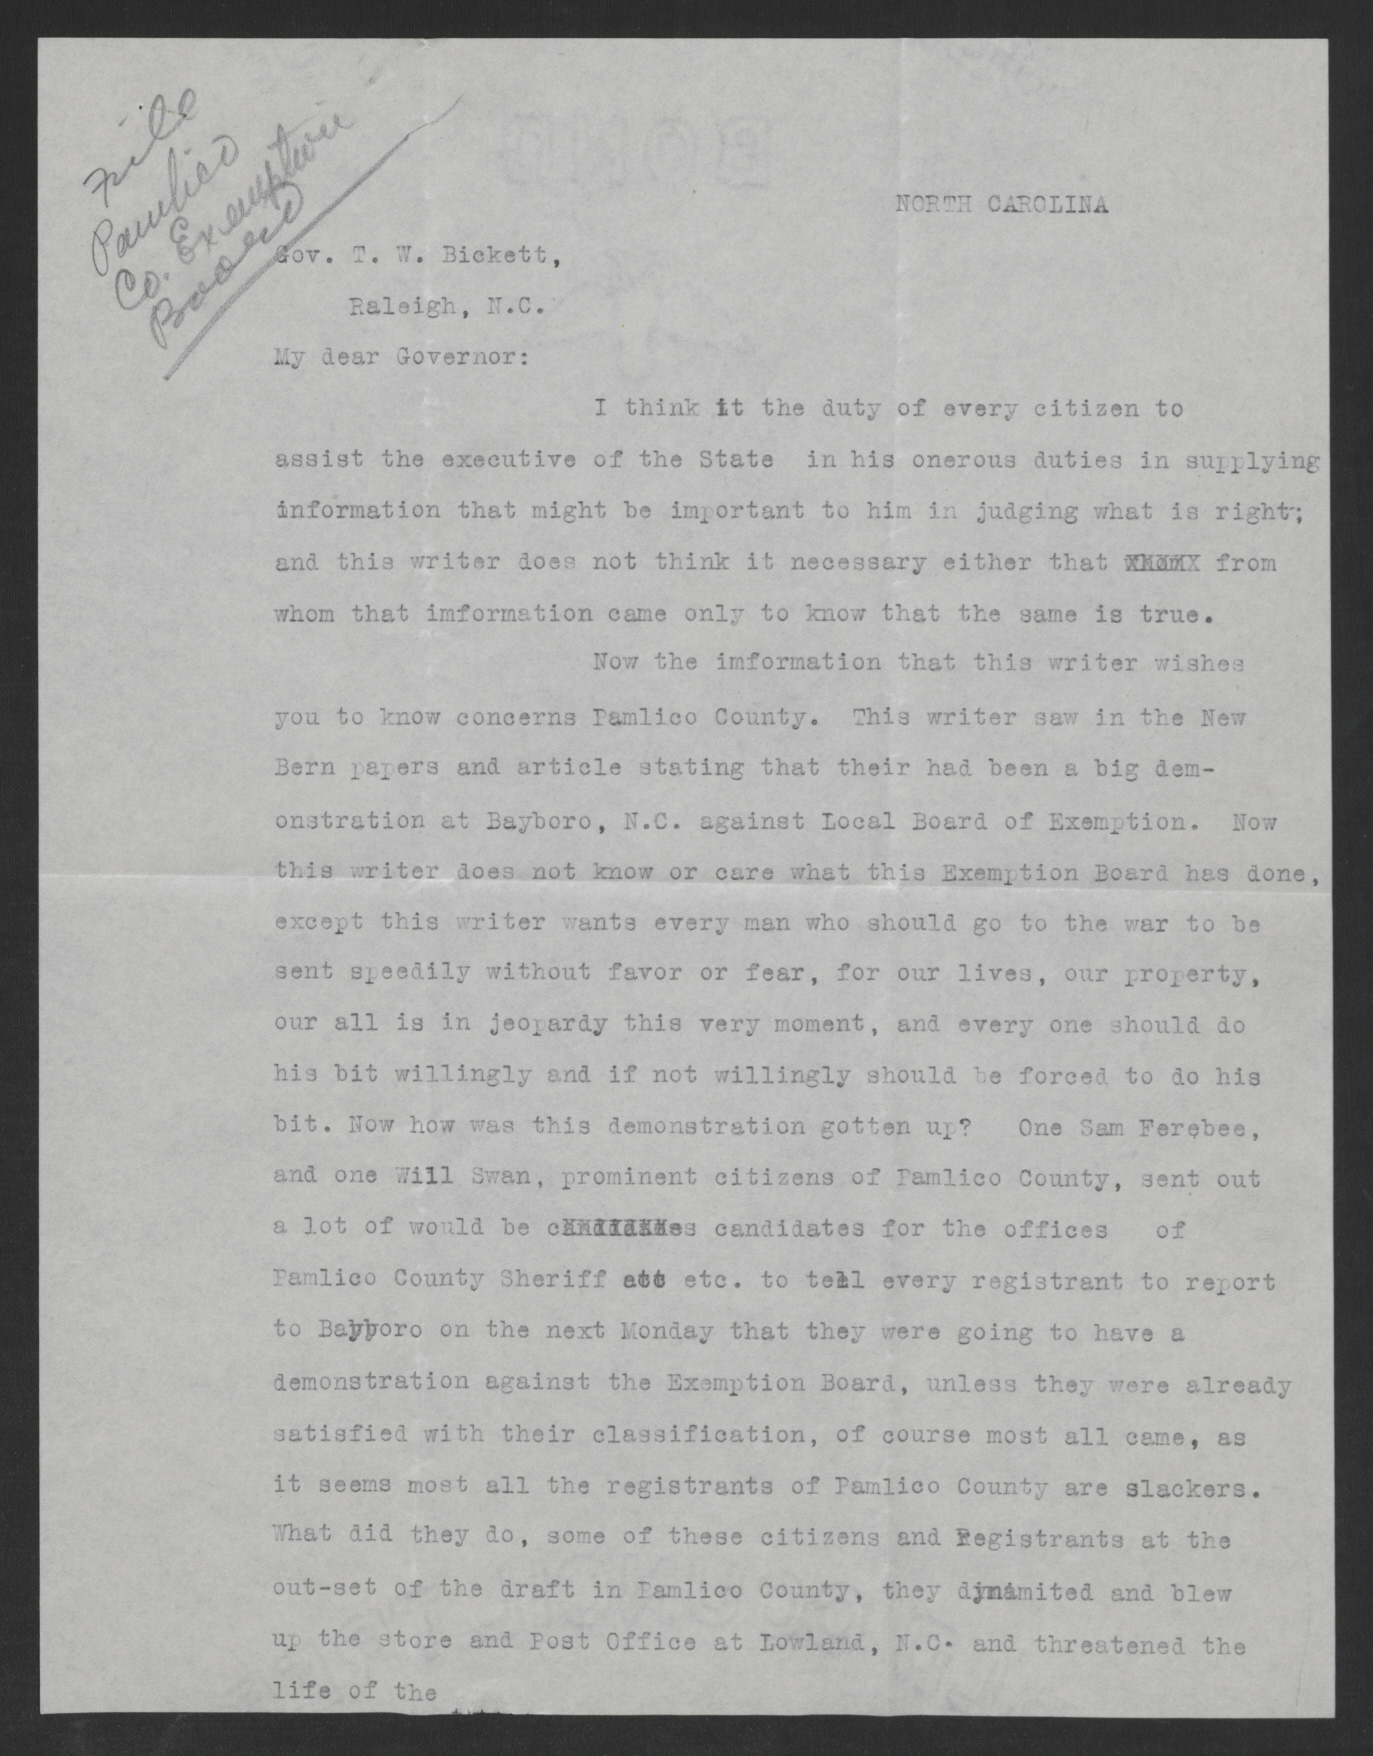 File
Pamlico
Co. Exemption
Board
NORTH CAROLINA
Gov. T. W. Bickett,
Raleigh, N.C.
My dear Governor:
I think it the duty of every citizen to
assist the executive of the State in his onerous duties in supplying
information that might be important to him in judging what is right;
and this writer does not think it necessary either that from
whom that imformation came only to know that the same is true.
Now the imformation that this writer wishes
you to know concerns Pamlico County. This writer saw in the New
Bern papers and article stating that their had been a big dem-
onstration at Bayboro, N.C. against Local Board of Exemption. Now
this writer does not know or care what this Exemption Board has done,
except this writer wants every man who should go to the war to be
sent speedily without favor or fear, for our lives, our property,
our all is in jeopardy this very moment, and every one should do
his bit willingly and if not willingly should be forced to do his
bit. Now how was this demonstration gotten up? One Sam Ferebee,
and one Will Swan, prominent citizens of Pamlico County, sent out
a lot of would be candidates for the offices of
Pamlico County Sheriff etc. to tell every registrant to report
to Bayboro on the next Monday that they were going to have a
demonstration against the Exemption Board, unless they were already
satisfied with their classification, of course most all came, as
it seems most all the registrants of Pamlico County are slackers.
What did they do, some of these citizens and Registrants at the
out-set of the draft in Pamlico County, they dynamited and blew
up the store and Post Office at Lowland, N.C. and threatened the
life of the